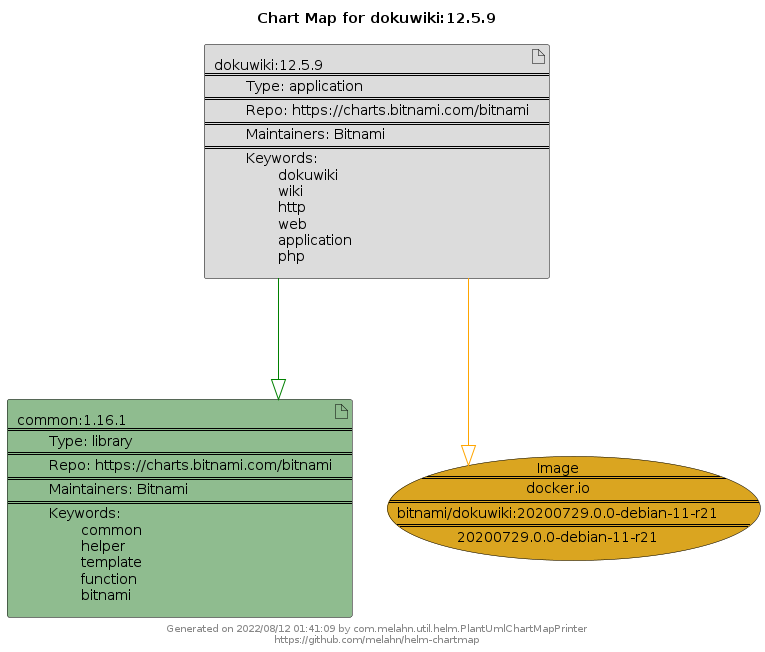 Chart Map for dokuwiki:12.5.9
dokuwiki:12.5.9
Type: application
Repo: https://charts.bitnami.com/bitnami
Maintainers: Bitnami
Keywords:
dokuwiki
wiki
http
web
application
php
common:1.16.1
Type: library
Repo: https://charts.bitnami.com/bitnami
Maintainers: Bitnami
Keywords:
common
helper
template
function
bitnami
Image
docker.io
bitnami/dokuwiki:20200729.0.0-debian-11-r21
20200729.0.0-debian-11-r21
Generated on 2022/08/12 01:41:09 by com.melahn.util.helm.PlantUmlChartMapPrinter
https://github.com/melahn/helm-chartmap